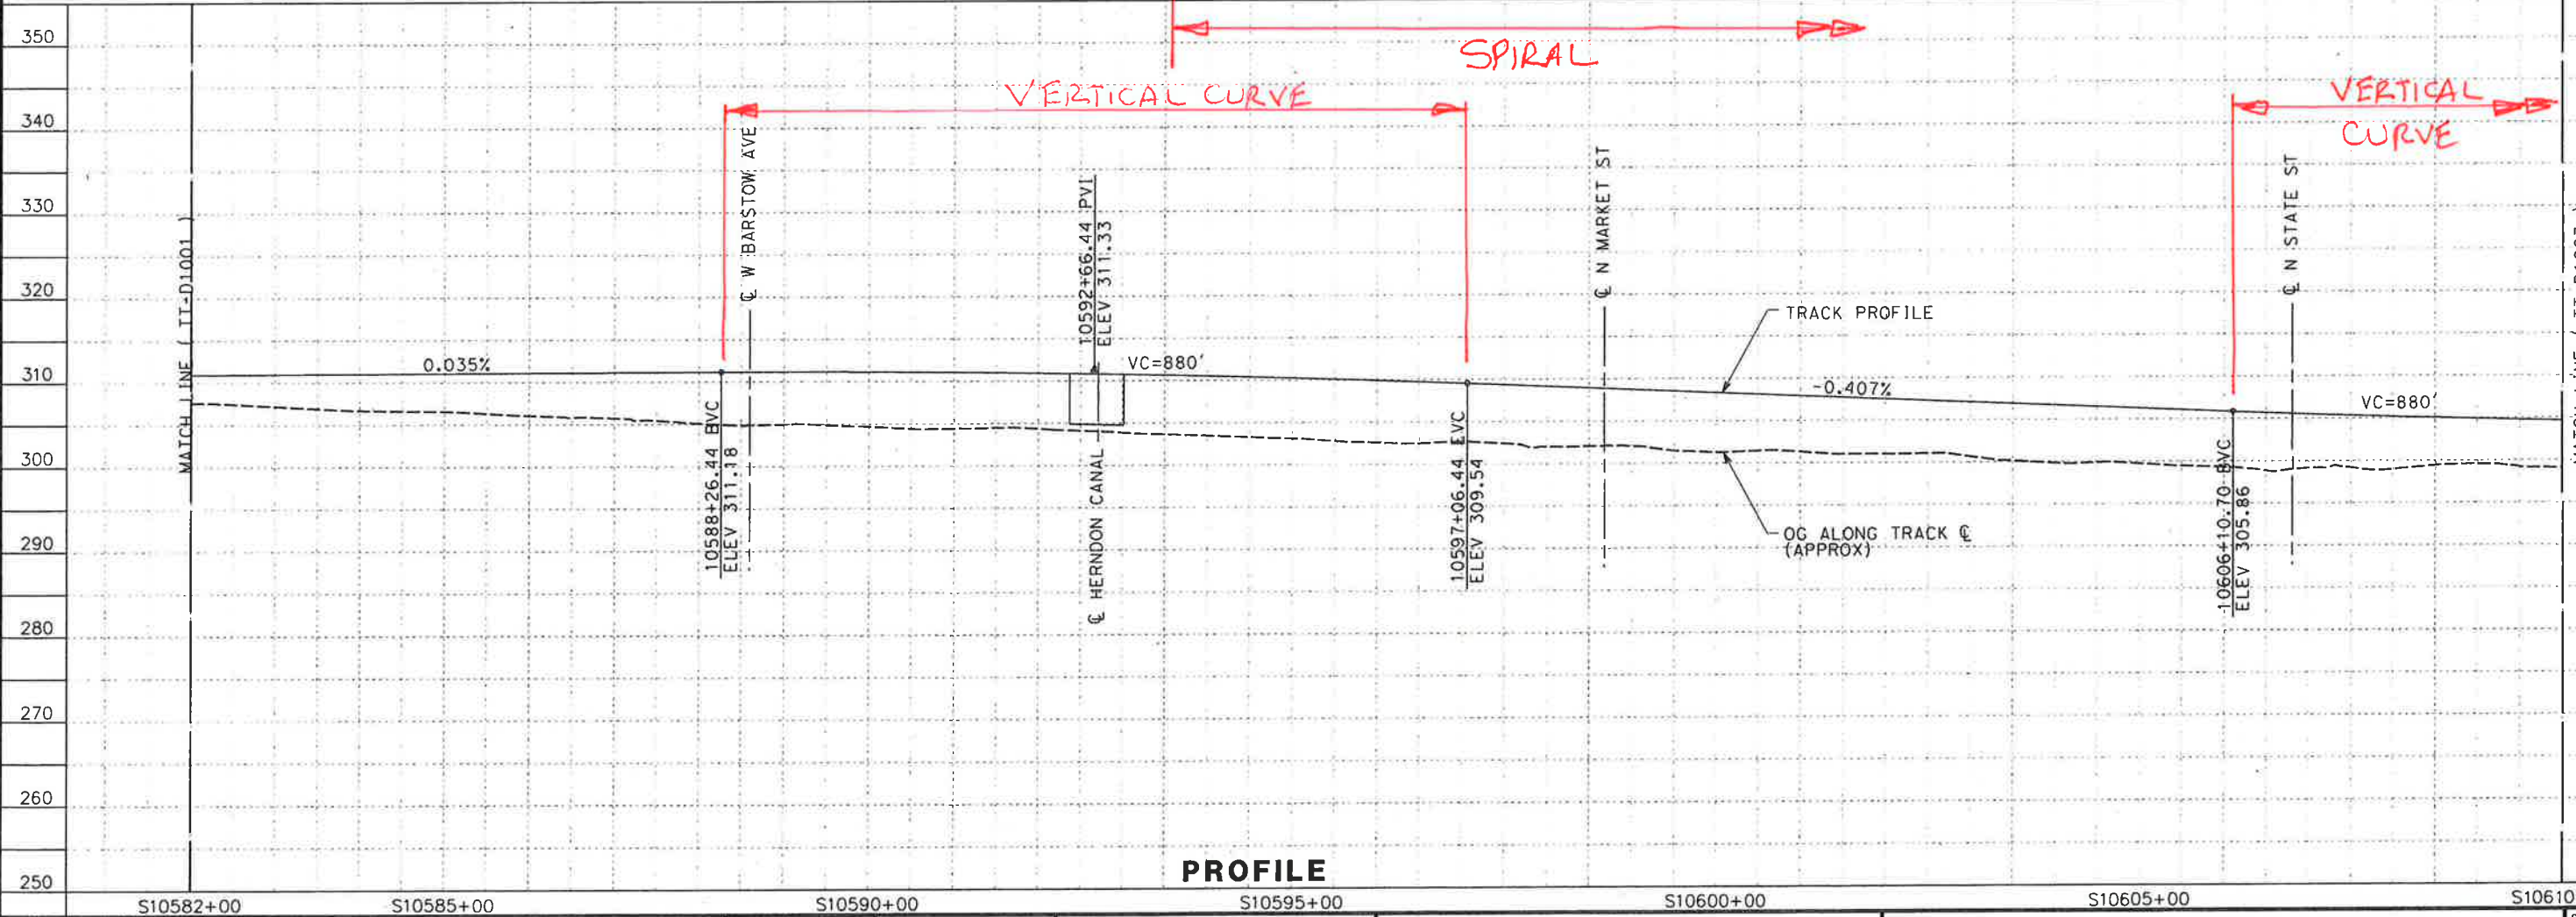 350
340
330
320
310
300
290
280
270
260
250
SPIRAL
VERTICAL CURVE
VERTICAL
CURVE
MATCH LINE ( TT-D1001 )
0.035%
10588+26.44 BVC
ELEV 311.18
℄ W BARSTOW AVE
10592+66.44 PVI
ELEV 311.33
VC=880'
℄ HERNDON CANAL
10597+06.44 EVC
ELEV 309.54
℄ N MARKET ST
TRACK PROFILE
-0.407%
OG ALONG TRACK ℄
(APPROX)
10606+10.70 BVC
ELEV 305.86
℄ N STATE ST
VC=880'
PROFILE
S10582+00
S10585+00
S10590+00
S10595+00
S10600+00
S10605+00
S10610